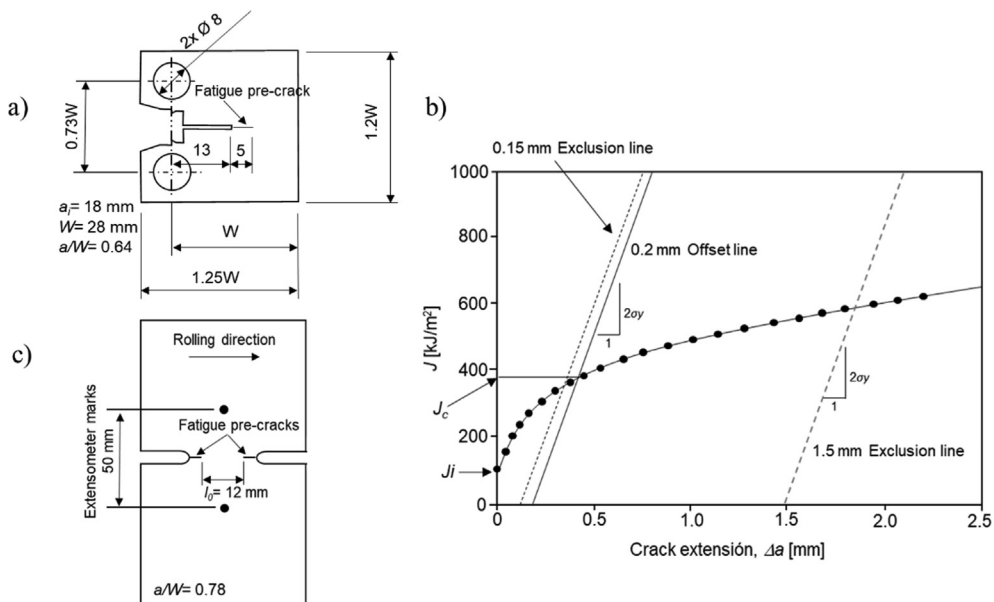 a)
2x Ø 8
Fatigue pre-crack
0.73W
1.2W
13
5
aᵢ= 18 mm
W= 28 mm
a/W= 0.64
W
1.25W
b)
0.15 mm Exclusion line
0.2 mm Offset line
2σy
1
2σy
1
1.5 mm Exclusion line
J [kJ/m²]
1000
800
600
400
200
0
Jc
Ji
0
0.5
1.0
1.5
2.0
2.5
Crack extensión, Δa [mm]
c)
Rolling direction
Extensometer marks
50 mm
Fatigue pre-cracks
l₀= 12 mm
a/W= 0.78